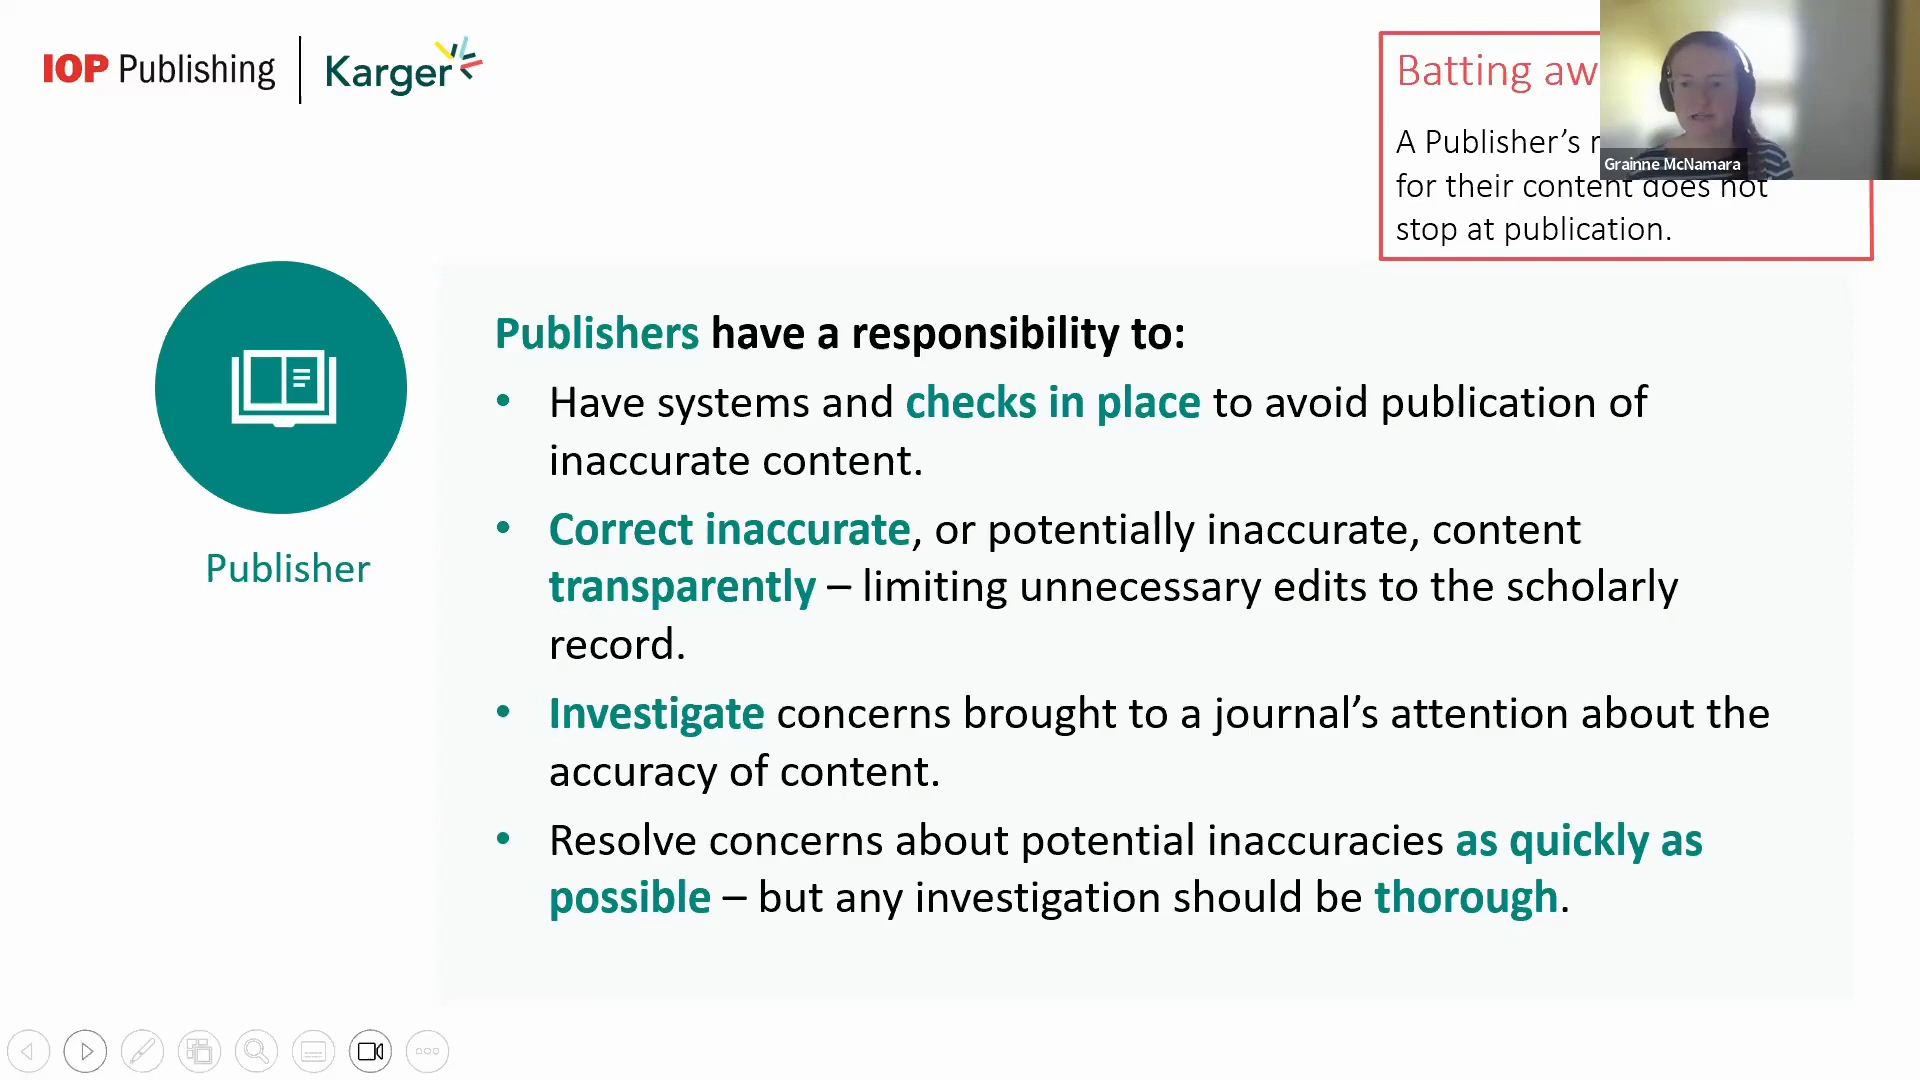 IOP Publishing
Karger
Batting
A Publisher's
for their content does not
stop at publication.
Grainne McNamara
Publishers have a responsibility to:
• Have systems and checks in place to avoid publication of
inaccurate content.
• Correct inaccurate, or potentially inaccurate, content
transparently – limiting unnecessary edits to the scholarly
record.
• Investigate concerns brought to a journal's attention about the
accuracy of content.
• Resolve concerns about potential inaccuracies as quickly as
possible – but any investigation should be thorough.
Publisher